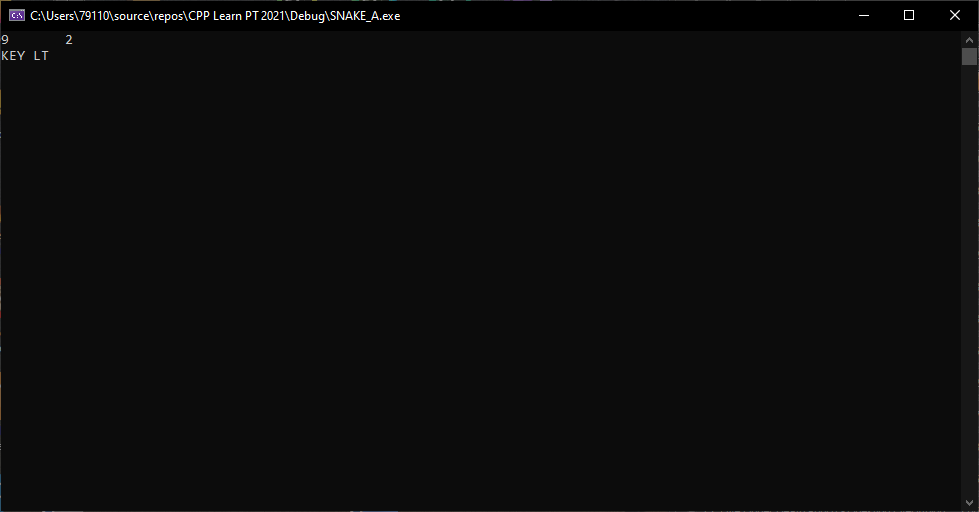 C:\Users\79110\source\repos\CPP Learn PT 2021\Debug\SNAKE_A.exe
9 2
KEY LT